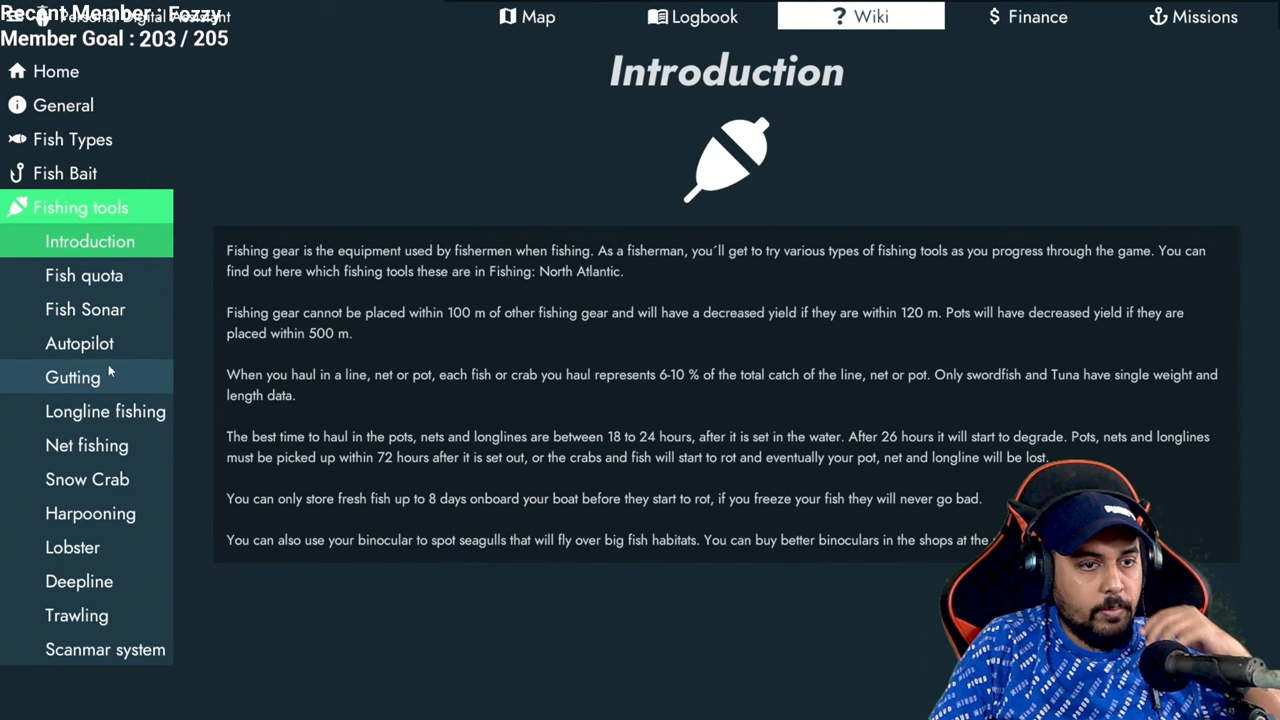 Recent Member : Fozzy
Personal Digital Assistant
Member Goal : 203 / 205
Map
Logbook
? Wiki
$ Finance
Missions
Home
General
Fish Types
Fish Bait
Fishing tools
Introduction
Fish quota
Fish Sonar
Autopilot
Gutting
Longline fishing
Net fishing
Snow Crab
Harpooning
Lobster
Deepline
Trawling
Scanmar system
Introduction
Fishing gear is the equipment used by fishermen when fishing. As a fisherman, you´ll get to try various types of fishing tools as you progress through the game. You can
find out here which fishing tools these are in Fishing: North Atlantic.
Fishing gear cannot be placed within 100 m of other fishing gear and will have a decreased yield if they are within 120 m. Pots will have decreased yield if they are
placed within 500 m.
When you haul in a line, net or pot, each fish or crab you haul represents 6-10 % of the total catch of the line, net or pot. Only swordfish and Tuna have single weight and
length data.
The best time to haul in the pots, nets and longlines are between 18 to 24 hours, after it is set in the water. After 26 hours it will start to degrade. Pots, nets and longlines
must be picked up within 72 hours after it is set out, or the crabs and fish will start to rot and eventually your pot, net and longline will be lost.
You can only store fresh fish up to 8 days onboard your boat before they start to rot, if you freeze your fish they will never go bad.
You can also use your binocular to spot seagulls that will fly over big fish habitats. You can buy better binoculars in the shops at the